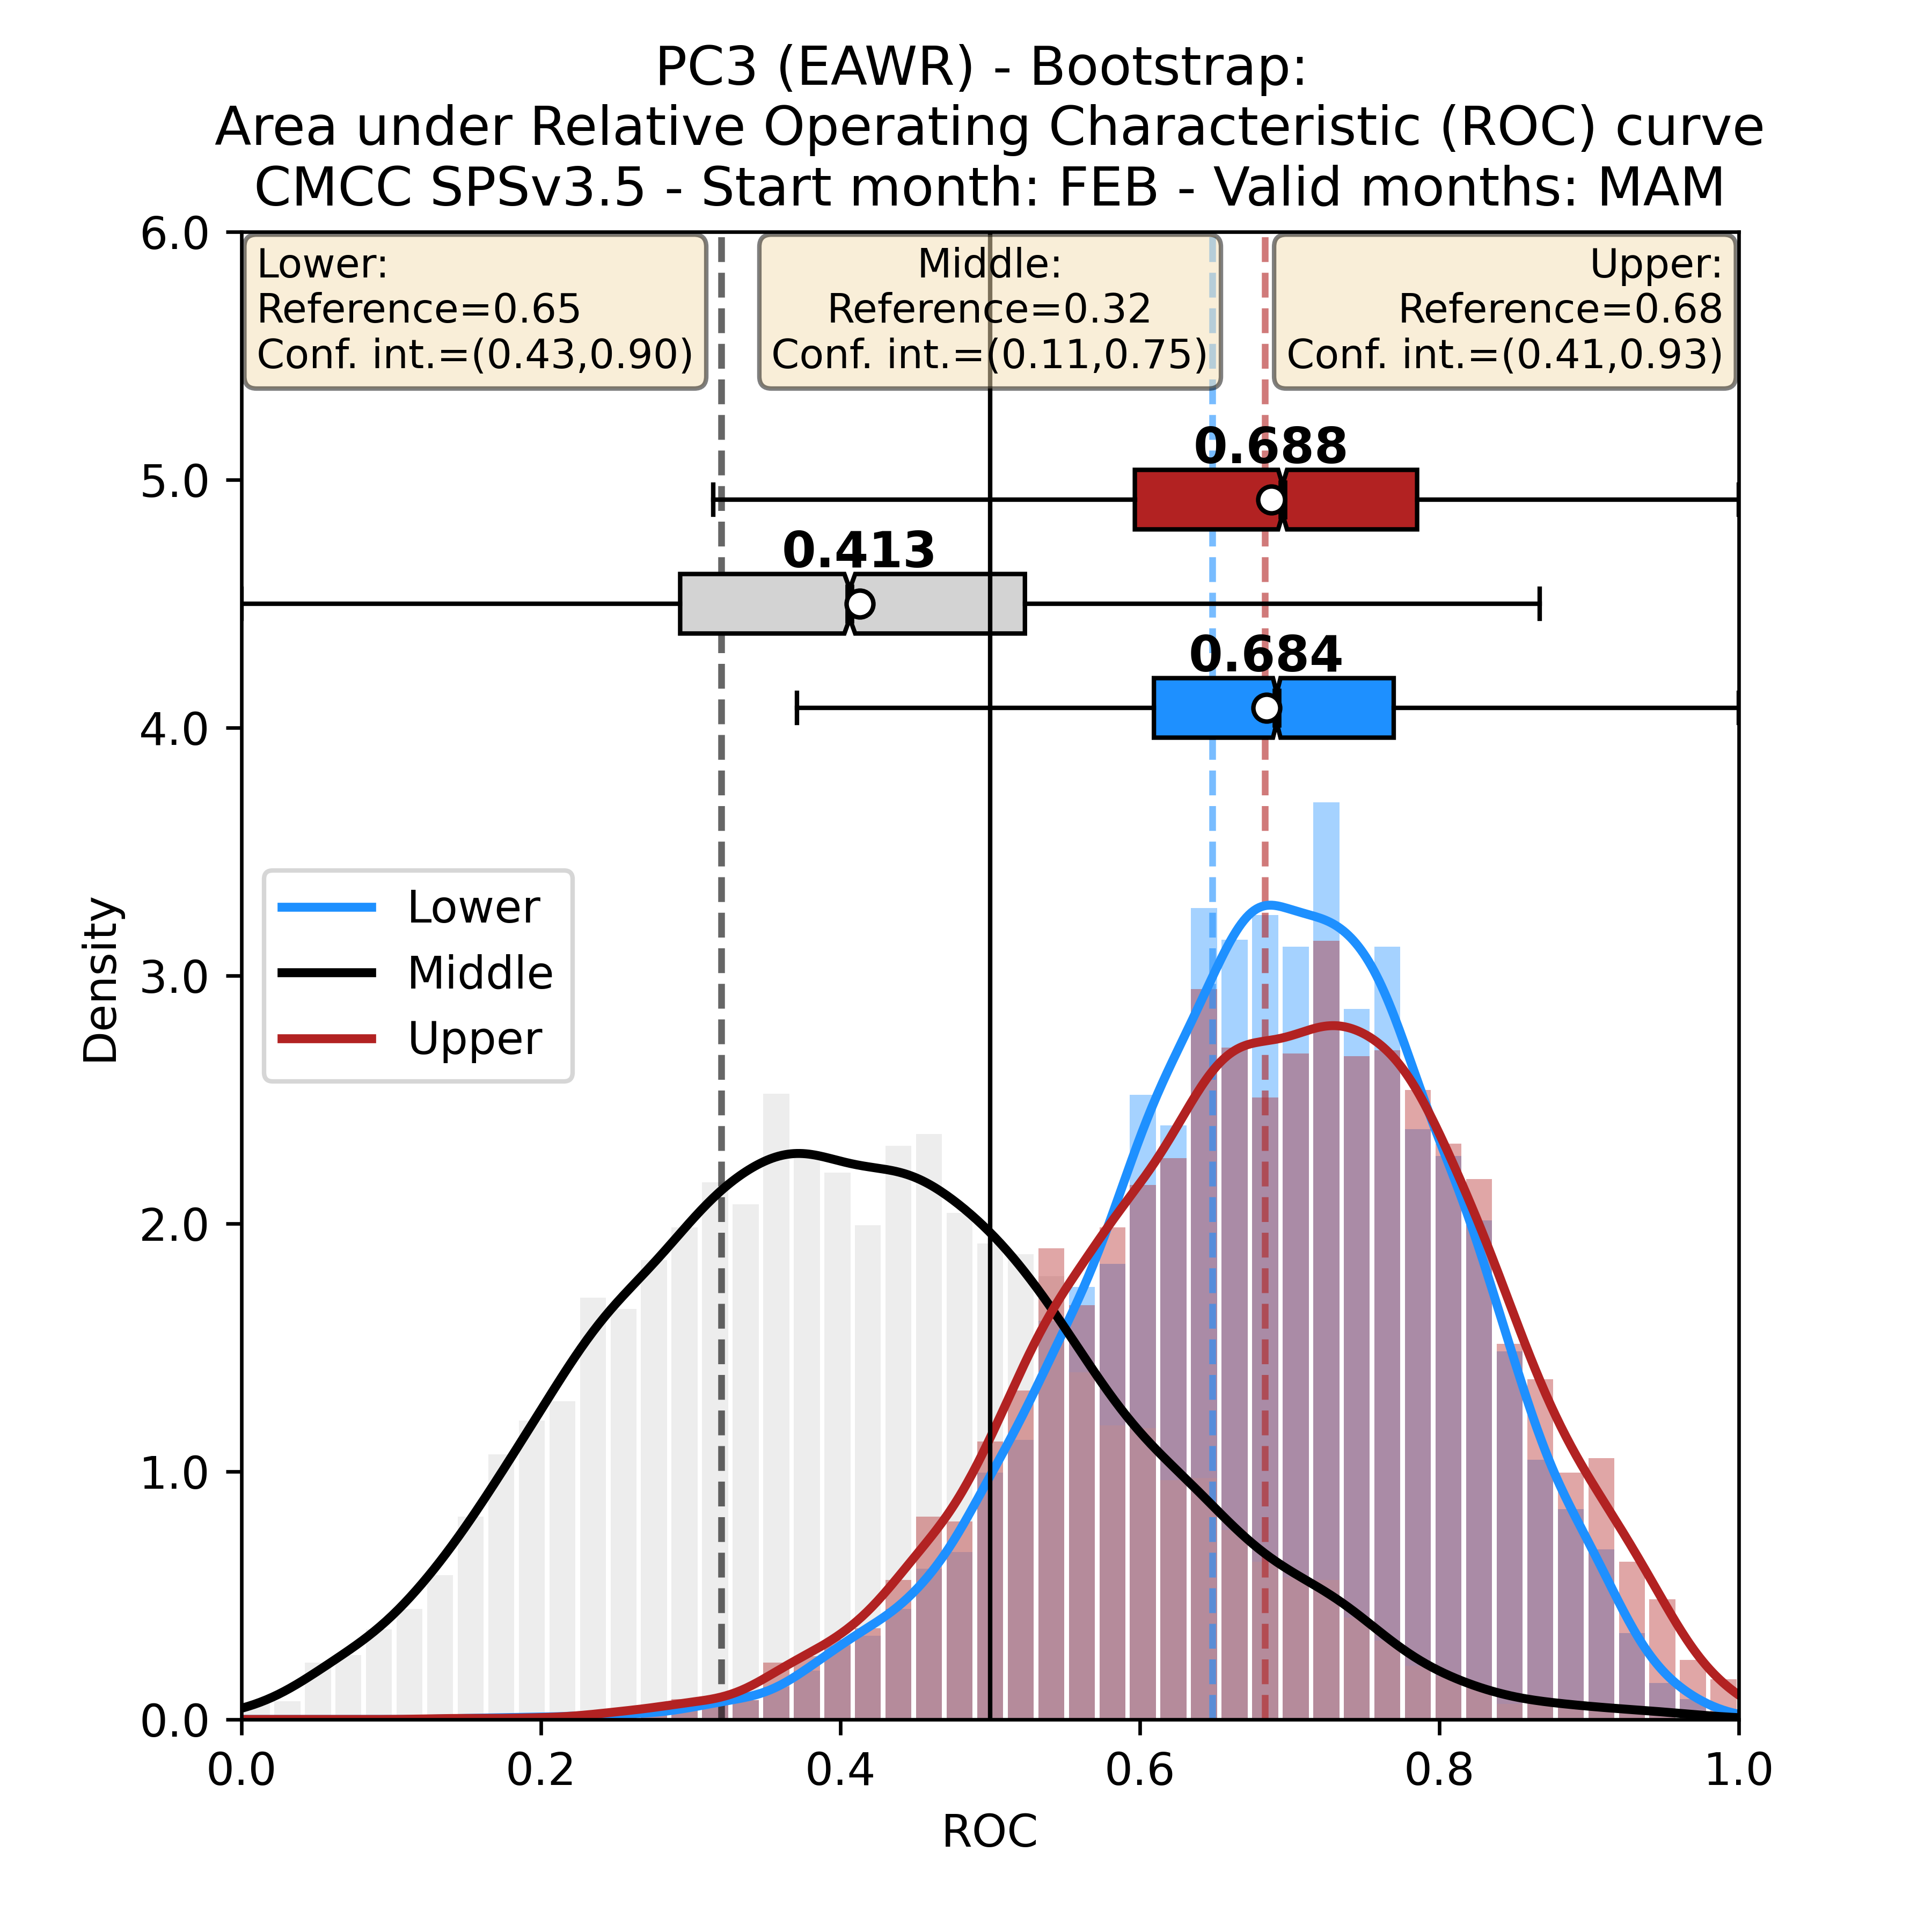 PC3 (EAWR) - Bootstrap:
Area under Relative Operating Characteristic (ROC) curve
CMCC SPSv3.5 - Start month: FEB - Valid months: MAM
6.0
Lower:
Reference=0.65
Conf. int.=(0.43,0.90)
Middle:
Reference=0.32
Conf. int.=(0.11,0.75)
Upper:
Reference=0.68
Conf. int.=(0.41,0.93)
0.688
5.0
0.413
0.684
4.0
Lower
Middle
Upper
Density
3.0
2.0
1.0
0.0
0.0 0.2 0.4 0.6 0.8 1.0
ROC